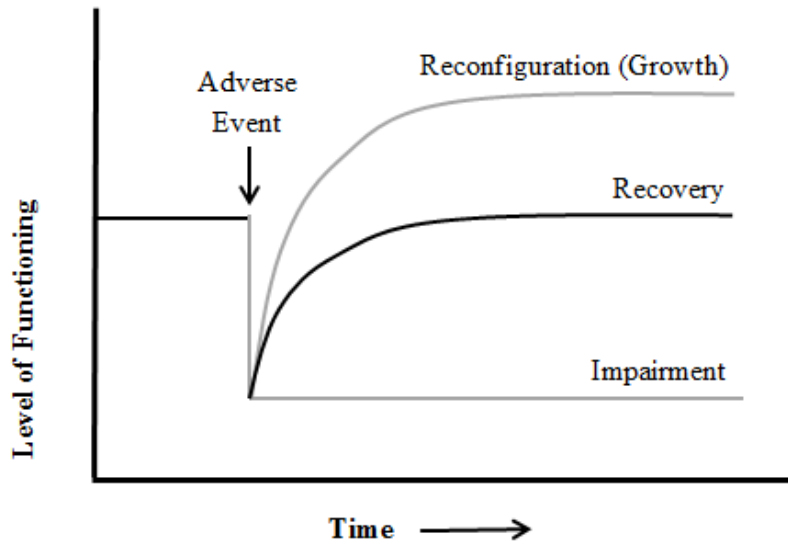 Reconfiguration (Growth)
Adverse
Event
Recovery
Impairment
Level of Functioning
Time